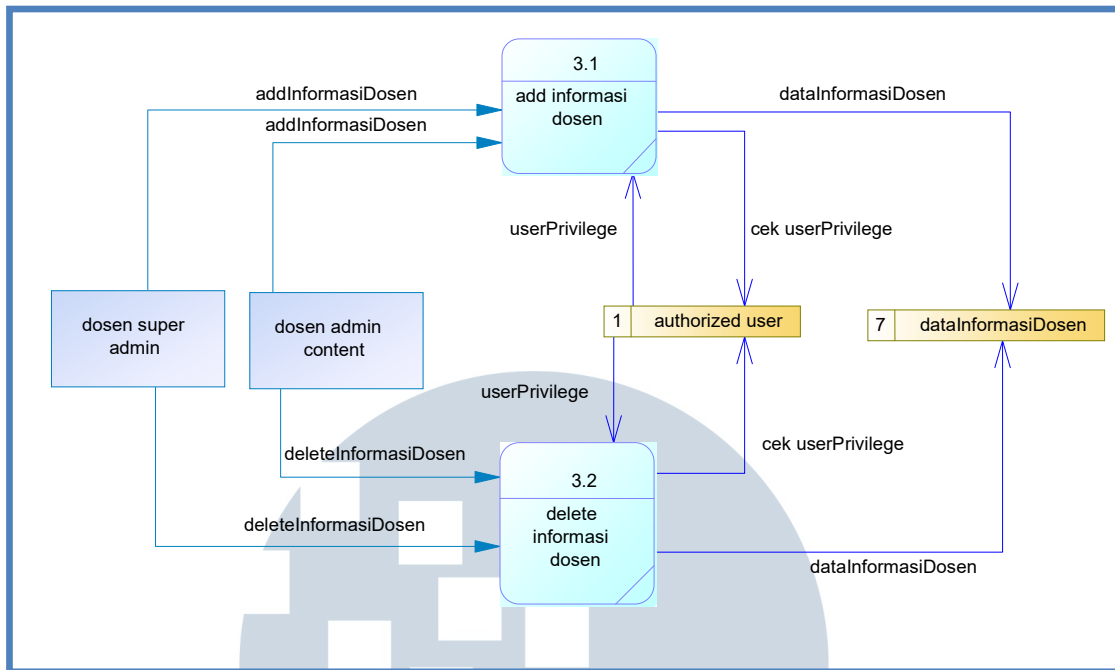 3.1
add informasi
dosen
addInformasiDosen
addInformasiDosen
dataInformasiDosen
userPrivilege
cek userPrivilege
dosen super
admin
dosen admin
content
1
authorized user
7
dataInformasiDosen
userPrivilege
cek userPrivilege
deleteInformasiDosen
3.2
delete
informasi
dosen
deleteInformasiDosen
dataInformasiDosen